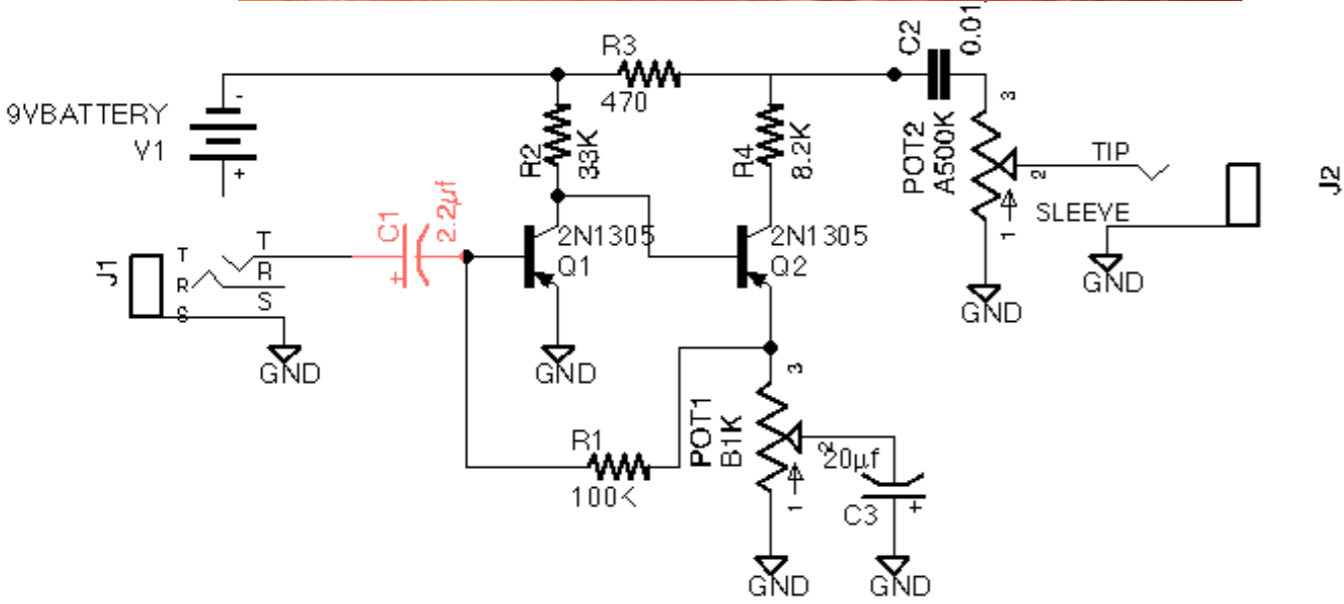 R3
470
C2
0.01
9VBATTERY
V1
-
+
R2
33K
R4
8.2K
POT2
A500K
3
2
1
TIP
SLEEVE
J2
GND
GND
C1
2.2µf
+
2N1305
Q1
2N1305
Q2
J1
T
R
S
T
R
S
GND
GND
R1
100K
POT1
B1K
3
2
1
20µf
C3
+
GND
GND